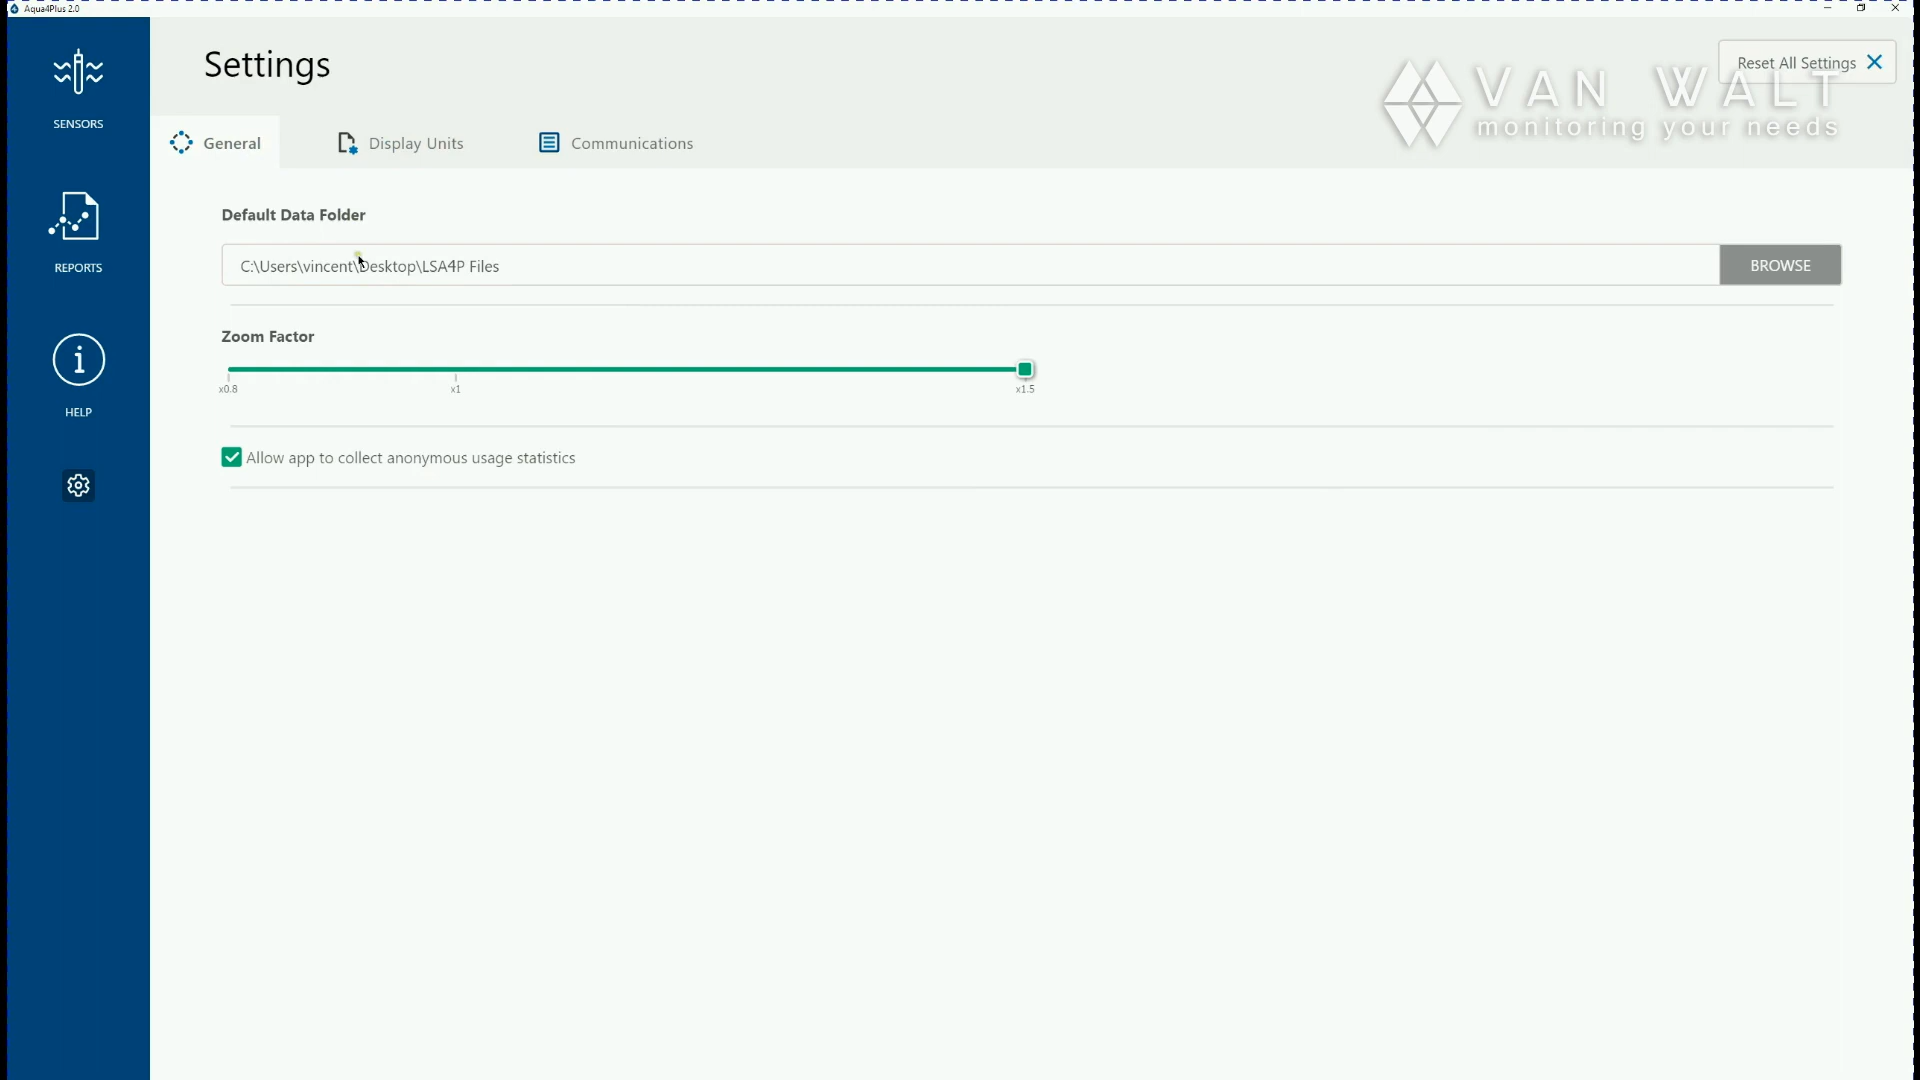 Aqua4Plus 2.0
Settings
Reset All Settings
VAN WALT
monitoring your needs
SENSORS
General
Display Units
Communications
REPORTS
Default Data Folder
C:\Users\vincent\Desktop\LSA4P Files
BROWSE
Zoom Factor
x0.8
x1
x1.5
HELP
Allow app to collect anonymous usage statistics